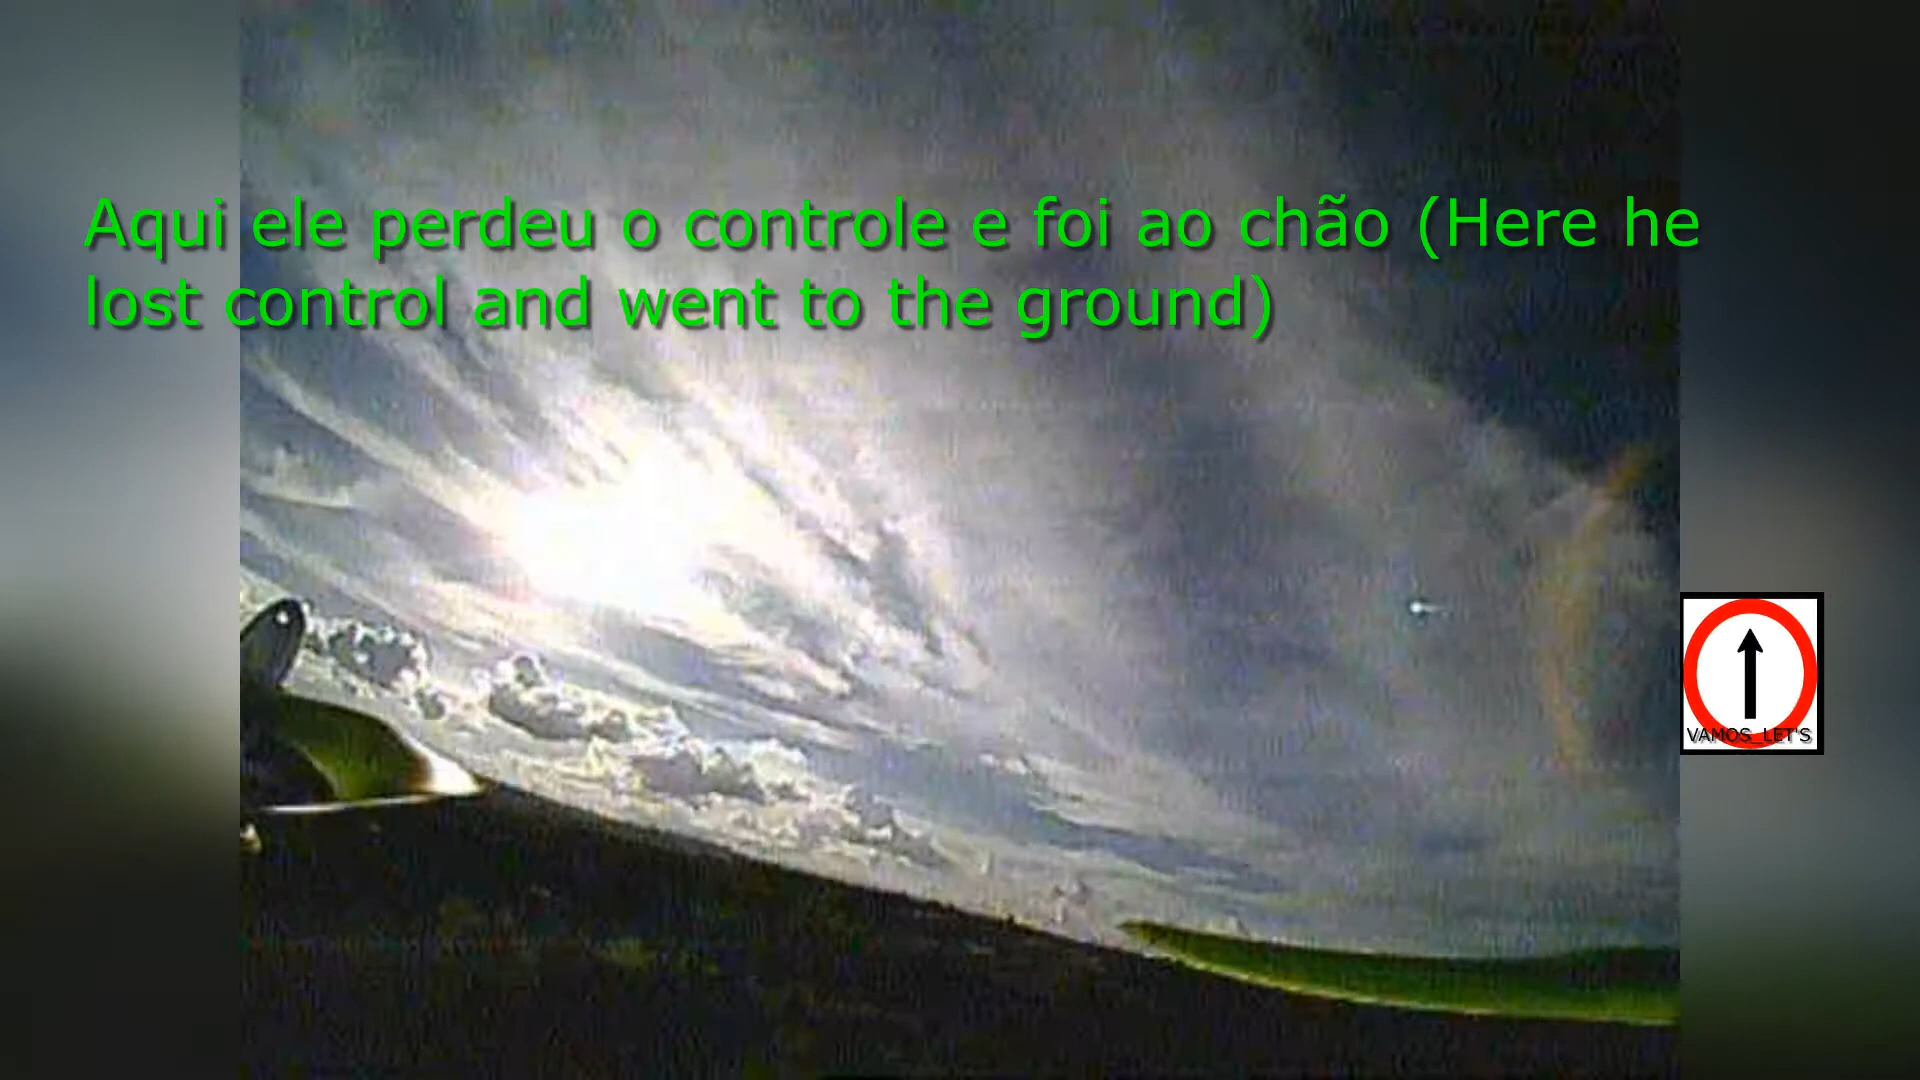 Aqui ele perdeu o controle e foi ao chão (Here he
lost control and went to the ground)
VAMOS_LET'S